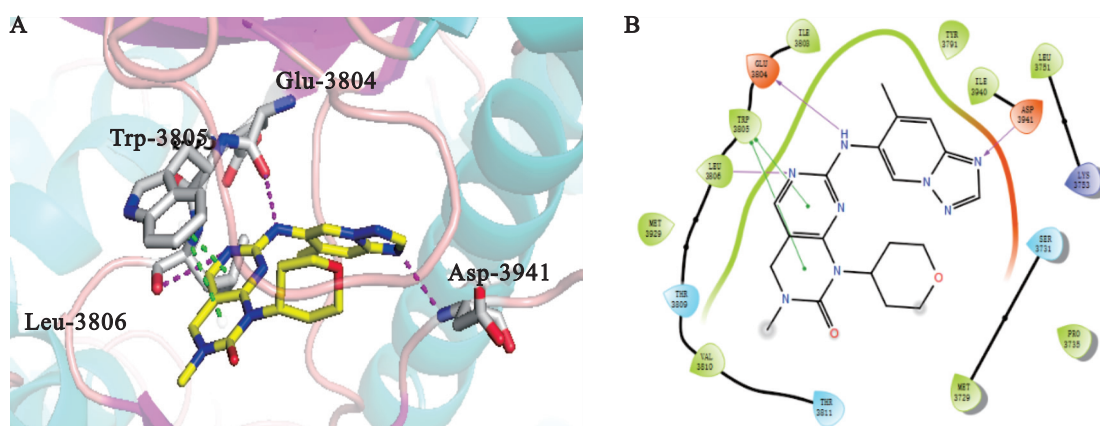 A
Glu-3804
Trp-3805
Asp-3941
Leu-3806
B
ILE
3803
TYR
3791
GLU
3804
LEU
3751
ILE
3940
ASP
3941
TRP
3805
H
N
N
LEU
3806
N
N
N
N
LYS
3753
MET
3929
SER
3731
O
N
N
THR
3809
O
PRO
3735
VAL
3810
MET
3729
THR
3811